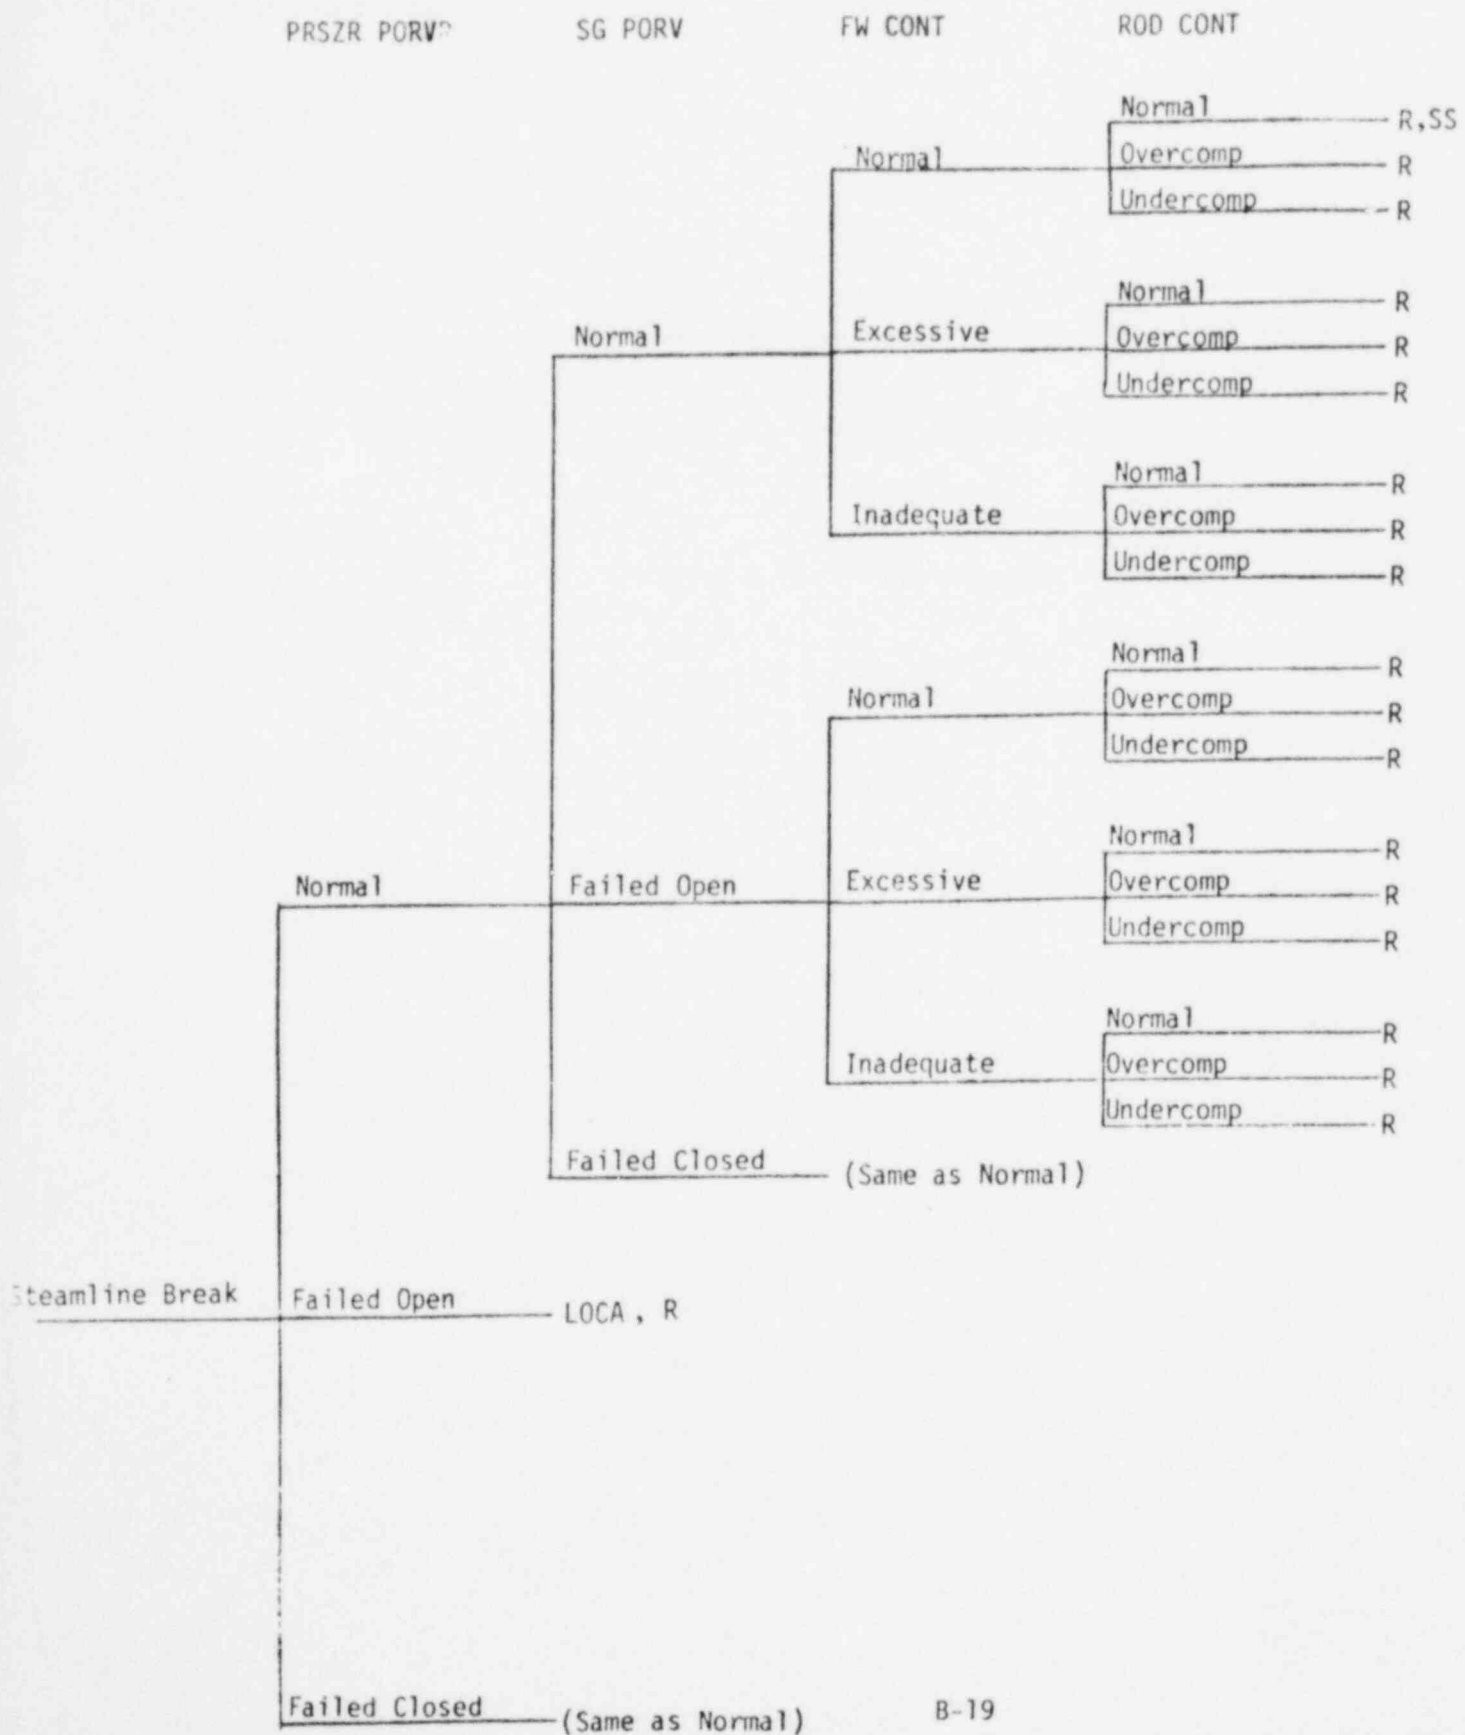 PRSZR PORV SG PORV FW CONT ROD CONT
Normal R,SS
Normal Overcomp R
Undercomp R
Normal R
Normal Excessive Overcomp R
Undercomp R
Normal R
Inadequate Overcomp R
Undercomp R
Normal R
Normal Overcomp R
Undercomp R
Normal R
Normal Failed Open Excessive Overcomp R
Undercomp R
Normal R
Inadequate Overcomp R
Undercomp R
Failed Closed (Same as Normal)
Steamline Break Failed Open LOCA, R
Failed Closed (Same as Normal) B-19